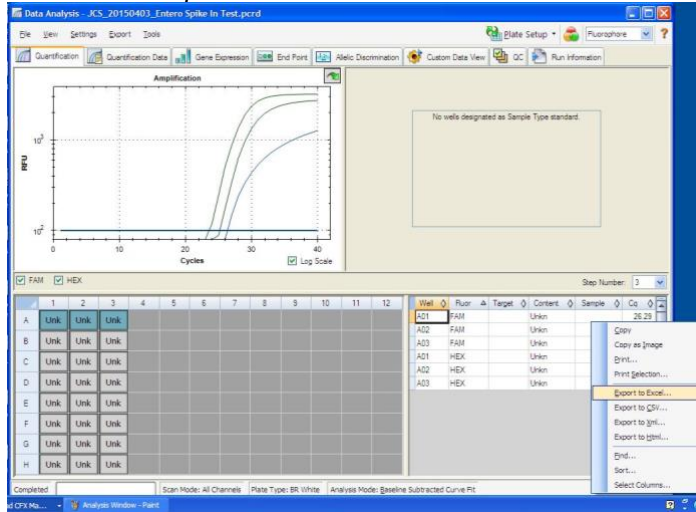 Data Analysis - JCS_20150403_Entero Spike In Test.pcrd
File View Settings Export Tools Plate Setup Fluorophore ?
Quantification Quantification Data Gene Expression End Point Allelic Discrimination Custom Data View QC Run Information
Amplification
No wells designated as Sample Type standard.
10³
RFU
10²
0 10 20 30 40
Cycles
Log Scale
FAM HEX Step Number: 3
1 2 3 4 5 6 7 8 9 10 11 12
A Unk Unk Unk
B Unk Unk Unk
C Unk Unk Unk
D Unk Unk Unk
E Unk Unk Unk
F Unk Unk Unk
G Unk Unk Unk
H Unk Unk Unk
Well Fluor Target Content Sample Cq
A01 FAM Unkn 26.29
A02 FAM Unkn
A03 FAM Unkn
A01 HEX Unkn
A02 HEX Unkn
A03 HEX Unkn
Copy
Copy as Image
Print...
Print Selection...
Export to Excel...
Export to CSV...
Export to Xml...
Export to Html...
Find...
Sort...
Select Columns...
Completed Scan Mode: All Channels Plate Type: BR White Analysis Mode: Baseline Subtracted Curve Fit
d CFX Ma... Analysis Window - Paint